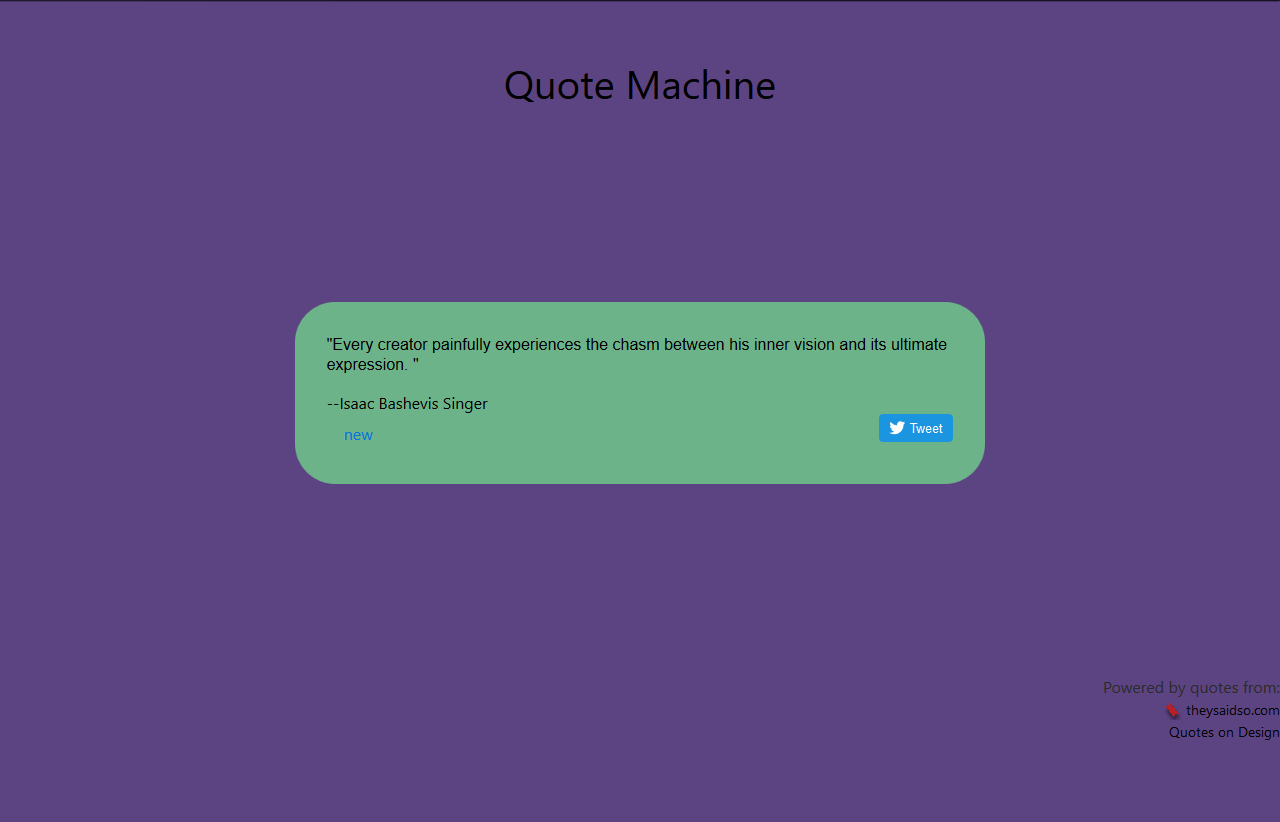 Quote Machine
"Every creator painfully experiences the chasm between his inner vision and its ultimate
expression. "
--Isaac Bashevis Singer
new
Tweet
Powered by quotes from:
theysaidso.com
Quotes on Design